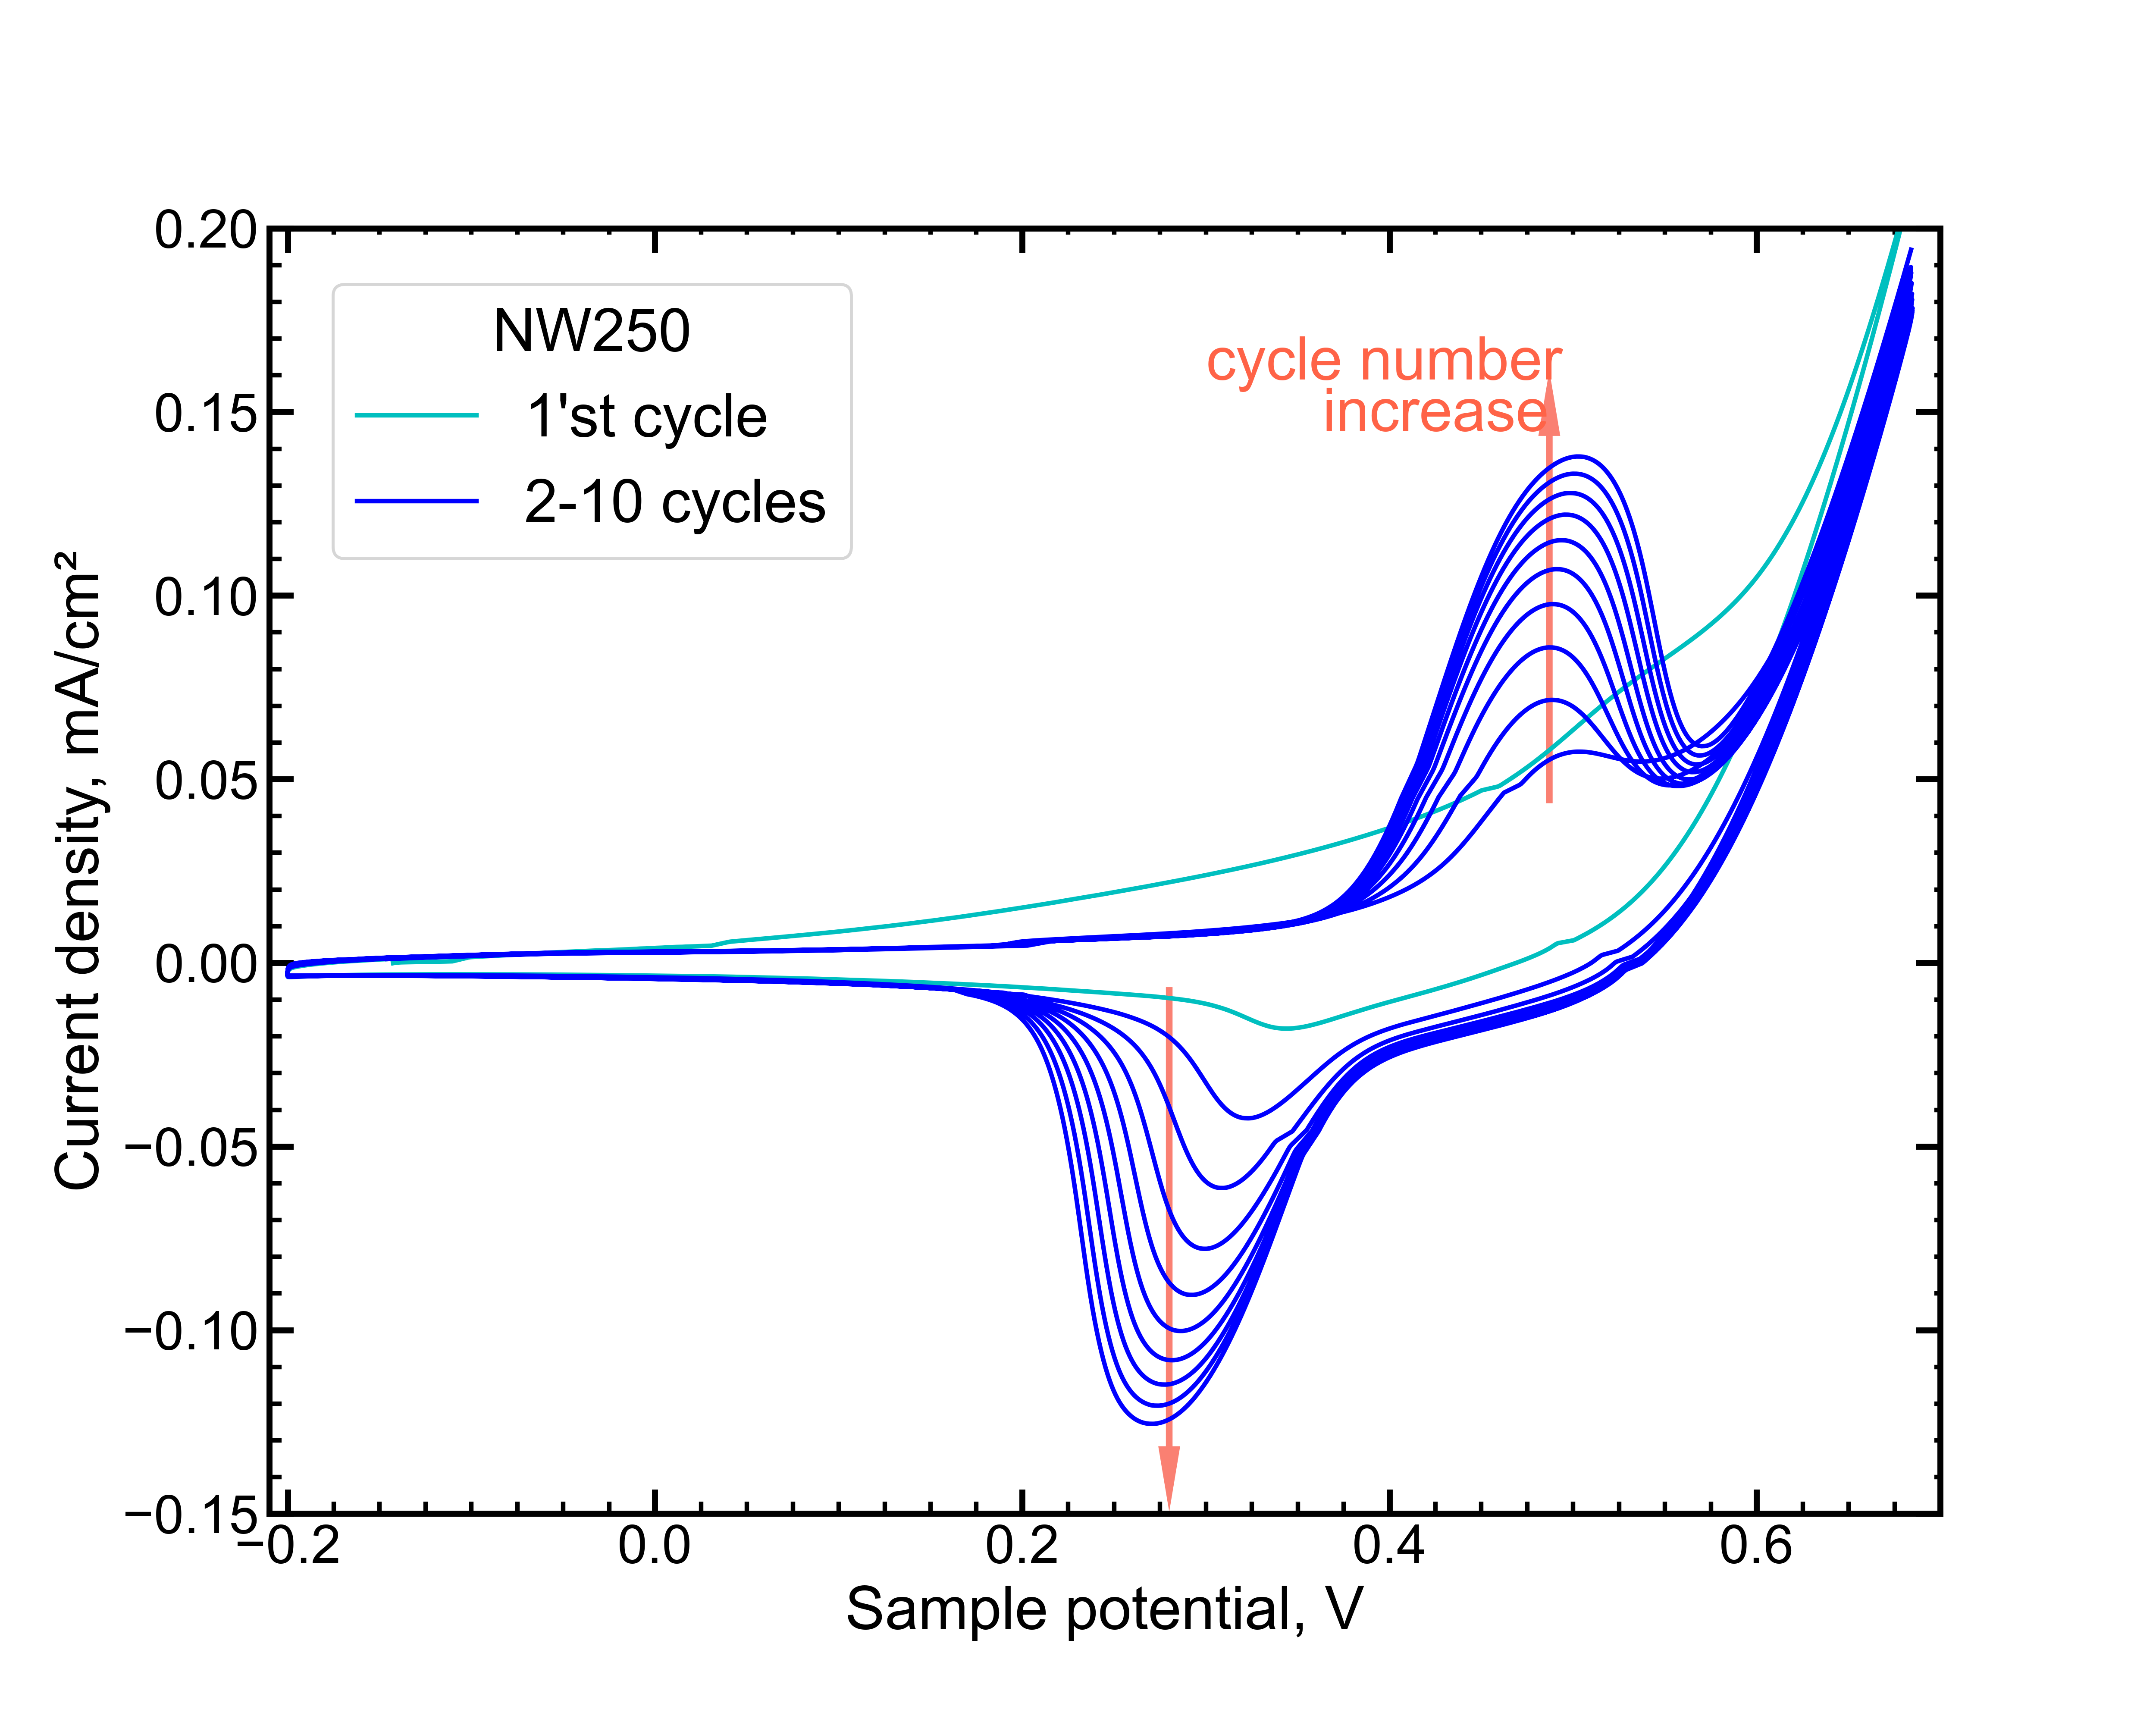 NW250
1'st cycle
2-10 cycles
cycle number
increase
0.20
0.15
0.10
0.05
0.00
−0.05
−0.10
−0.15
−0.2
0.0
0.2
0.4
0.6
Current density, mA/cm²
Sample potential, V